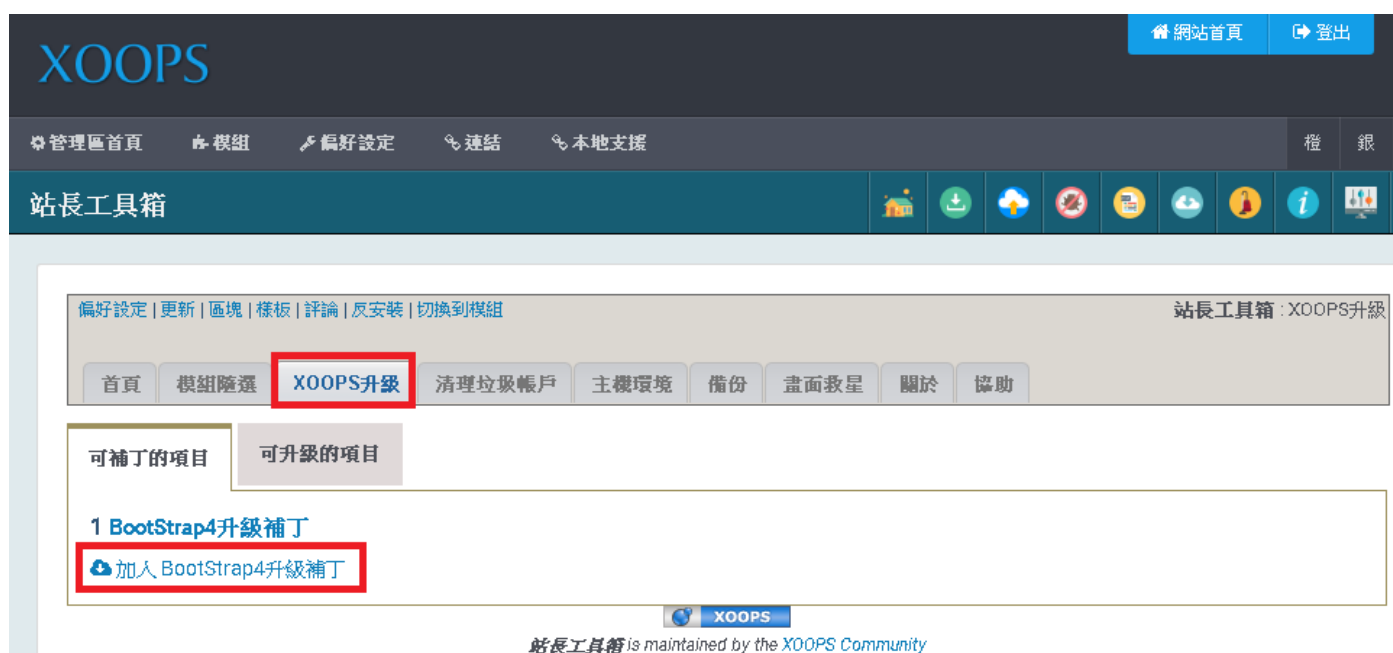 網站首頁 登出
XOOPS
管理區首頁 模組 偏好設定 連結 本地支援 橙 銀
站長工具箱
偏好設定 | 更新 | 區塊 | 樣板 | 評論 | 反安裝 | 切換到模組 站長工具箱 : XOOPS升級
首頁 模組隨選 XOOPS升級 清理垃圾帳戶 主機環境 備份 畫面救星 關於 協助
可補丁的項目 可升級的項目
1 BootStrap4升級補丁
加入 BootStrap4升級補丁
XOOPS
站長工具箱 is maintained by the XOOPS Community